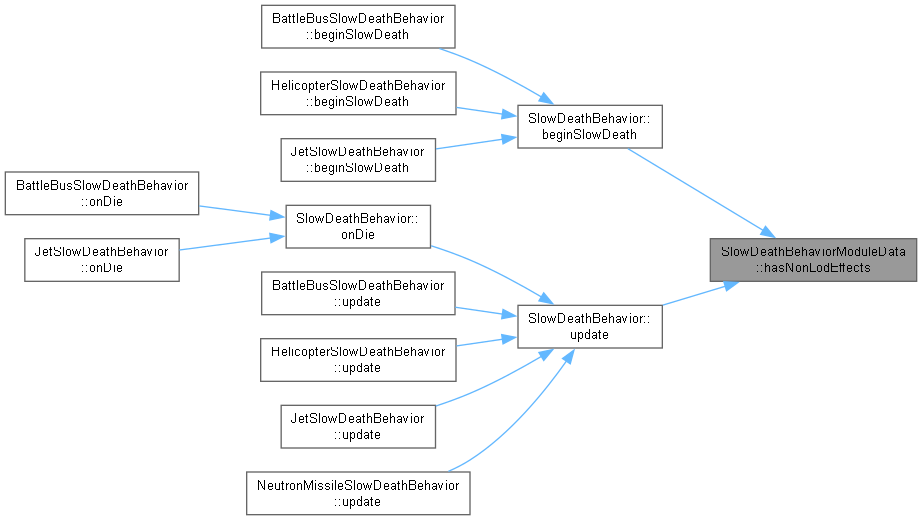 BattleBusSlowDeathBehavior
::beginSlowDeath
HelicopterSlowDeathBehavior
::beginSlowDeath
SlowDeathBehavior::
beginSlowDeath
JetSlowDeathBehavior
::beginSlowDeath
BattleBusSlowDeathBehavior
::onDie
SlowDeathBehavior::
onDie
JetSlowDeathBehavior
::onDie
SlowDeathBehaviorModuleData
::hasNonLodEffects
BattleBusSlowDeathBehavior
::update
SlowDeathBehavior::
update
HelicopterSlowDeathBehavior
::update
JetSlowDeathBehavior
::update
NeutronMissileSlowDeathBehavior
::update